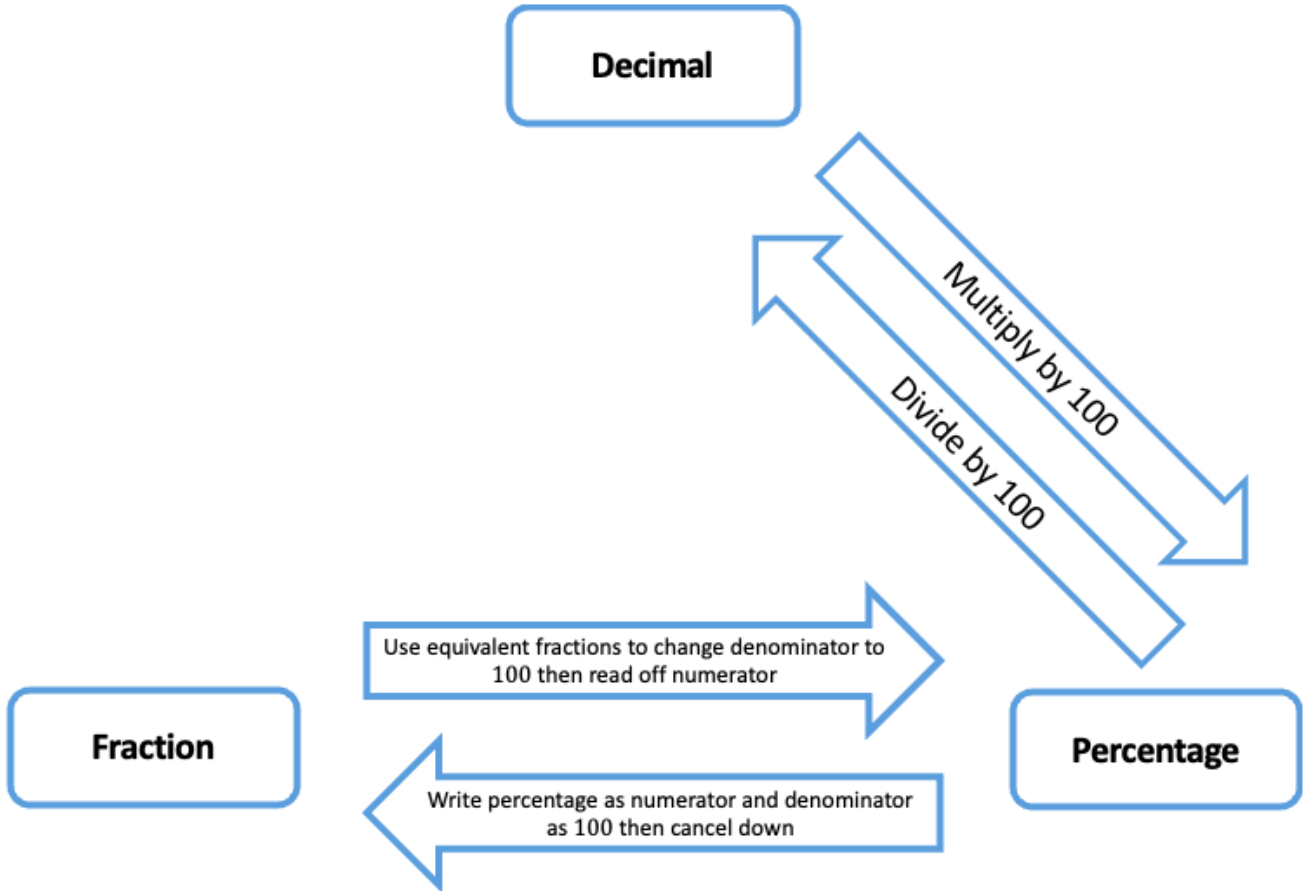 Decimal
Multiply by 100
Divide by 100
Use equivalent fractions to change denominator to
100 then read off numerator
Fraction
Percentage
Write percentage as numerator and denominator
as 100 then cancel down